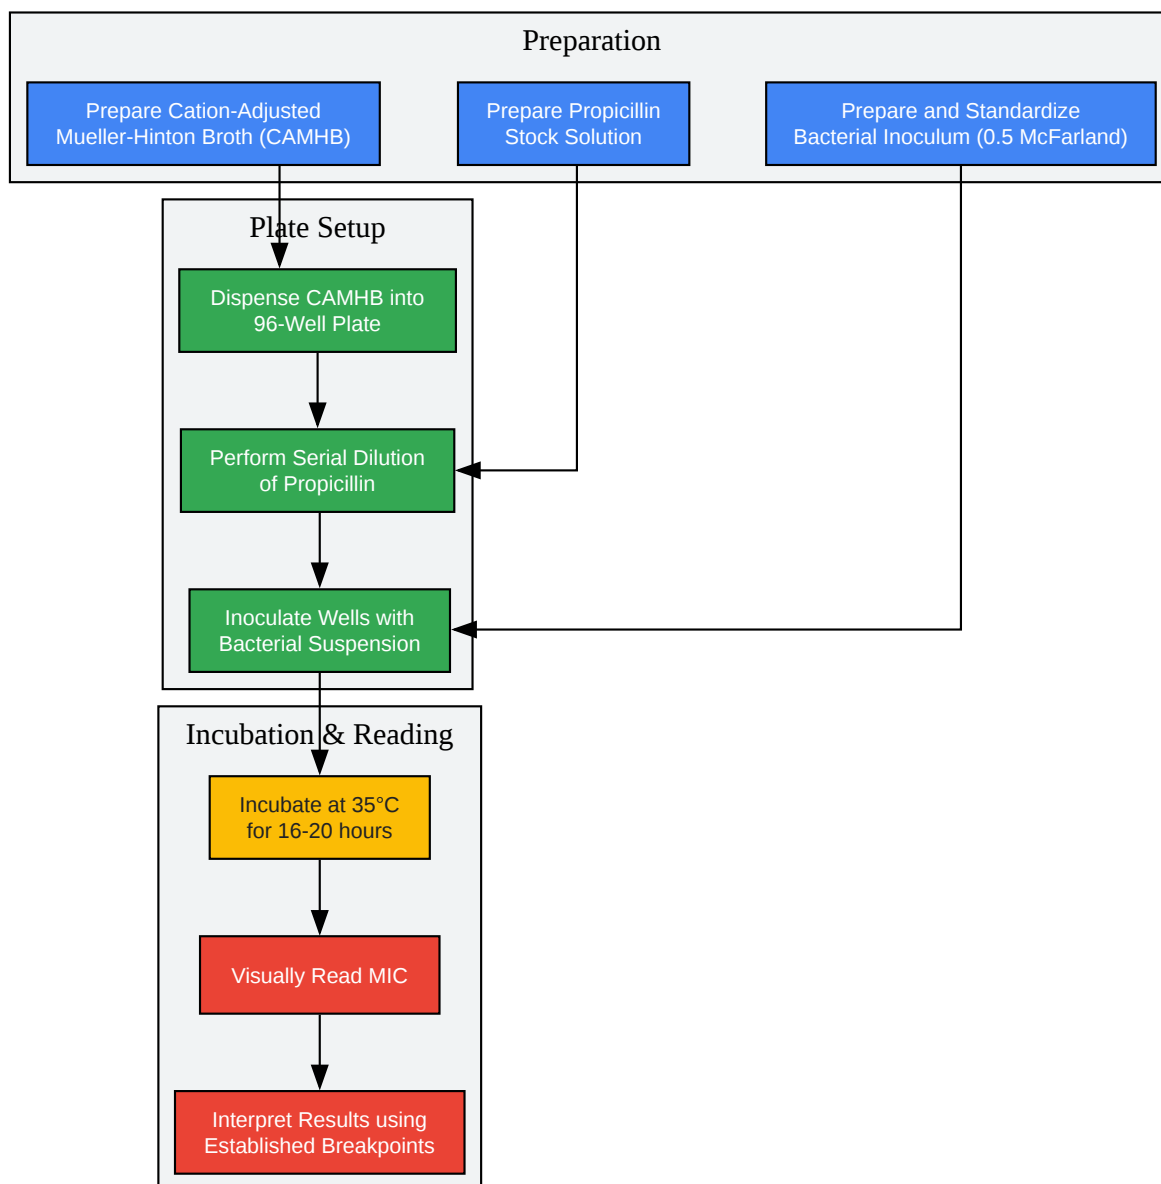 Preparation
Prepare Cation-Adjusted
Mueller-Hinton Broth (CAMHB)
Prepare Propicillin
Stock Solution
Prepare and Standardize
Bacterial Inoculum (0.5 McFarland)
Plate Setup
Dispense CAMHB into
96-Well Plate
Perform Serial Dilution
of Propicillin
Inoculate Wells with
Bacterial Suspension
Incubation & Reading
Incubate at 35°C
for 16-20 hours
Visually Read MIC
Interpret Results using
Established Breakpoints